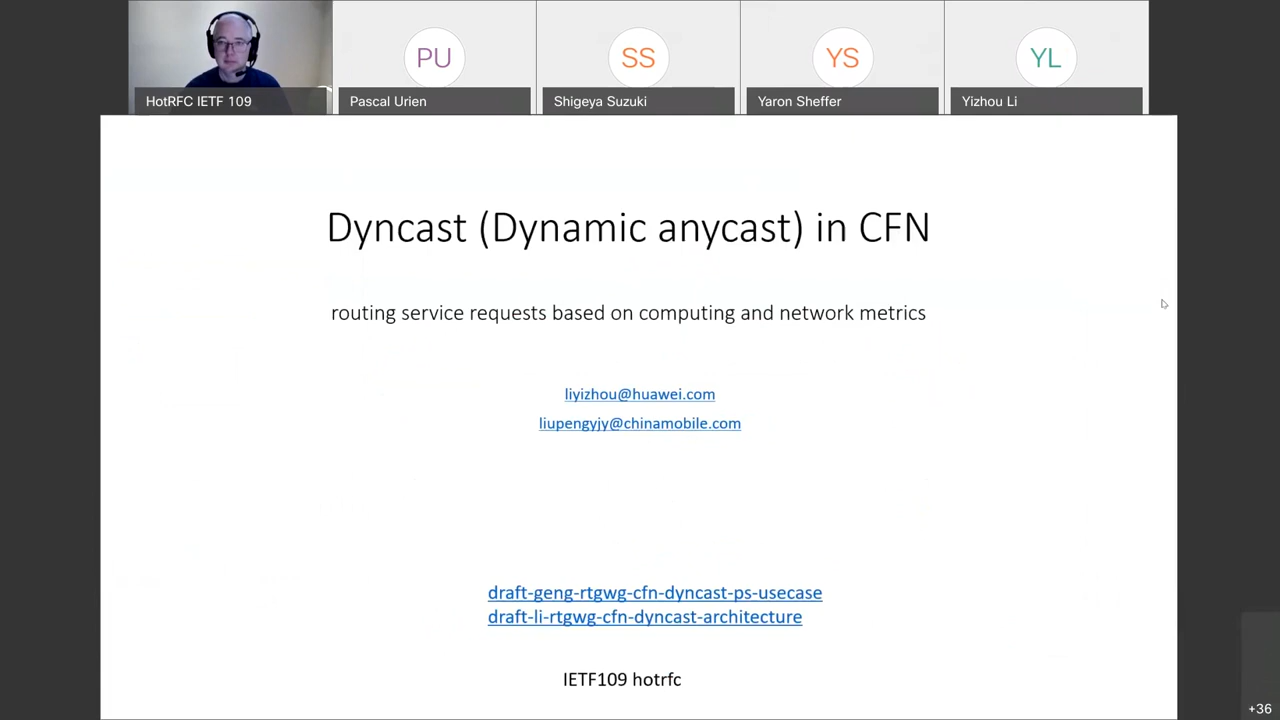 PU
SS
YS
YL
HotRFC IETF 109
Pascal Urien
Shigeya Suzuki
Yaron Sheffer
Yizhou Li
Dyncast (Dynamic anycast) in CFN
routing service requests based on computing and network metrics
liyizhou@huawei.com
liupengyjy@chinamobile.com
draft-geng-rtgwg-cfn-dyncast-ps-usecase
draft-li-rtgwg-cfn-dyncast-architecture
IETF109 hotrfc
+36